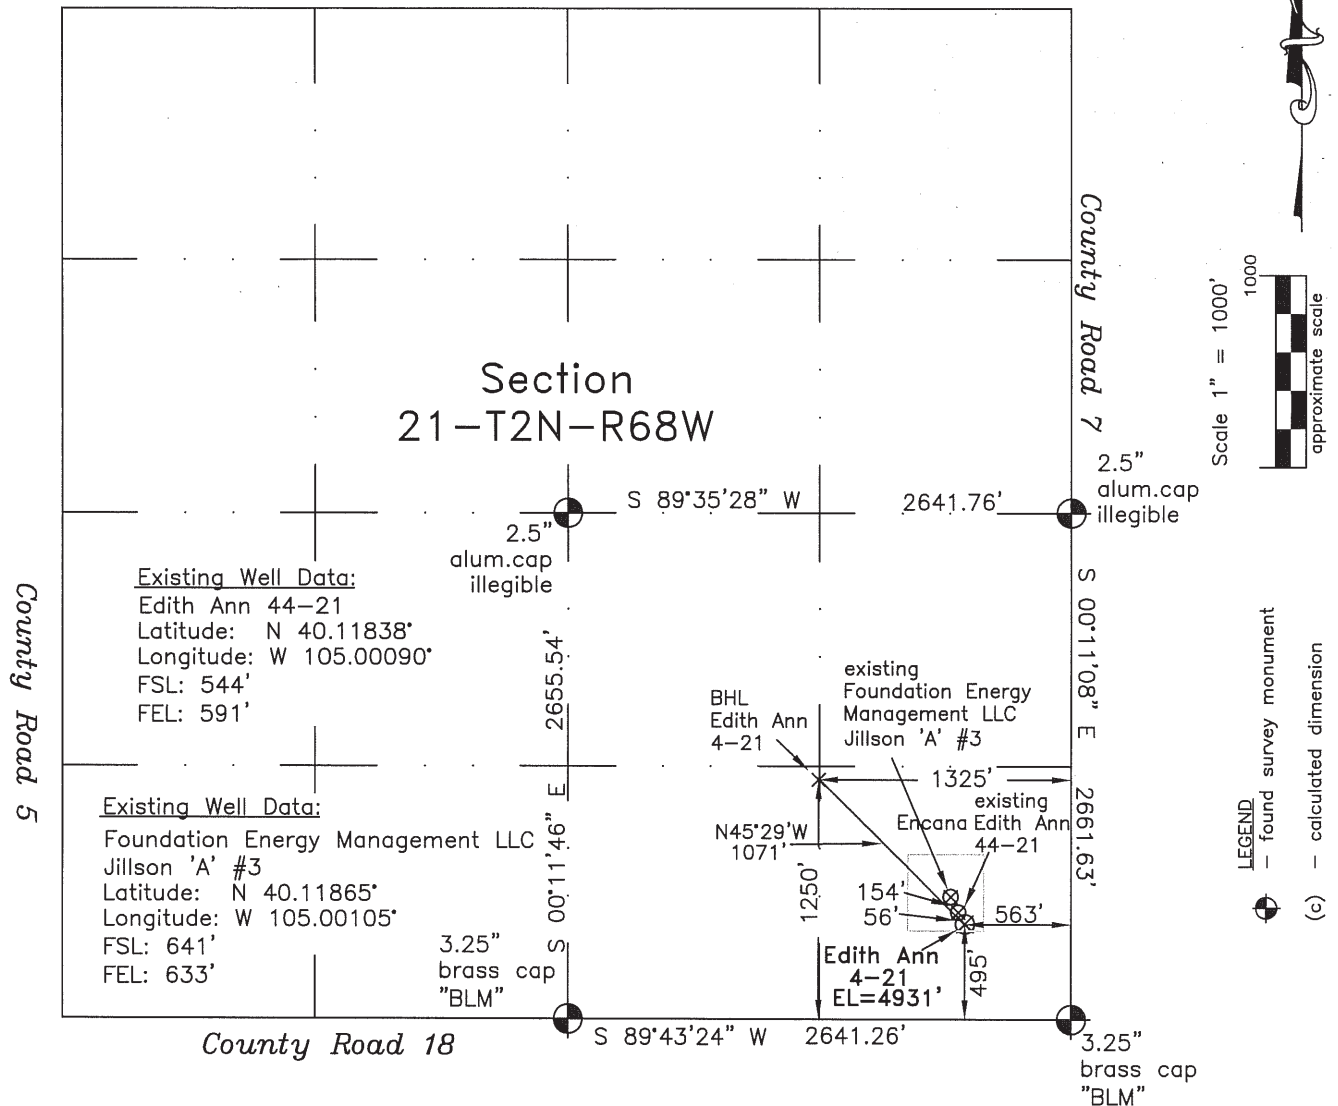 County Road 7
1000
Scale 1" = 1000'
approximate scale
Section
21-T2N-R68W
2.5"
alum.cap
illegible
S 89°35'28" W 2641.76'
2.5"
alum.cap
illegible
Existing Well Data:
Edith Ann 44-21
Latitude: N 40.11838°
Longitude: W 105.00090°
FSL: 544'
FEL: 591'
County Road 5
S 00°11'46" E 2655.54'
S 00°11'08" E 2661.63'
LEGEND
- found survey monument
(c) - calculated dimension
BHL
Edith Ann
4-21
existing
Foundation Energy
Management LLC
Jillson 'A' #3
1325'
existing
Encana Edith Ann
44-21
N45°29'W
1071'
1250'
154'
56'
563'
495'
Edith Ann
4-21
EL=4931'
Existing Well Data:
Foundation Energy Management LLC
Jillson 'A' #3
Latitude: N 40.11865°
Longitude: W 105.00105°
FSL: 641'
FEL: 633'
3.25"
brass cap
"BLM"
County Road 18
S 89°43'24" W 2641.26'
3.25"
brass cap
"BLM"